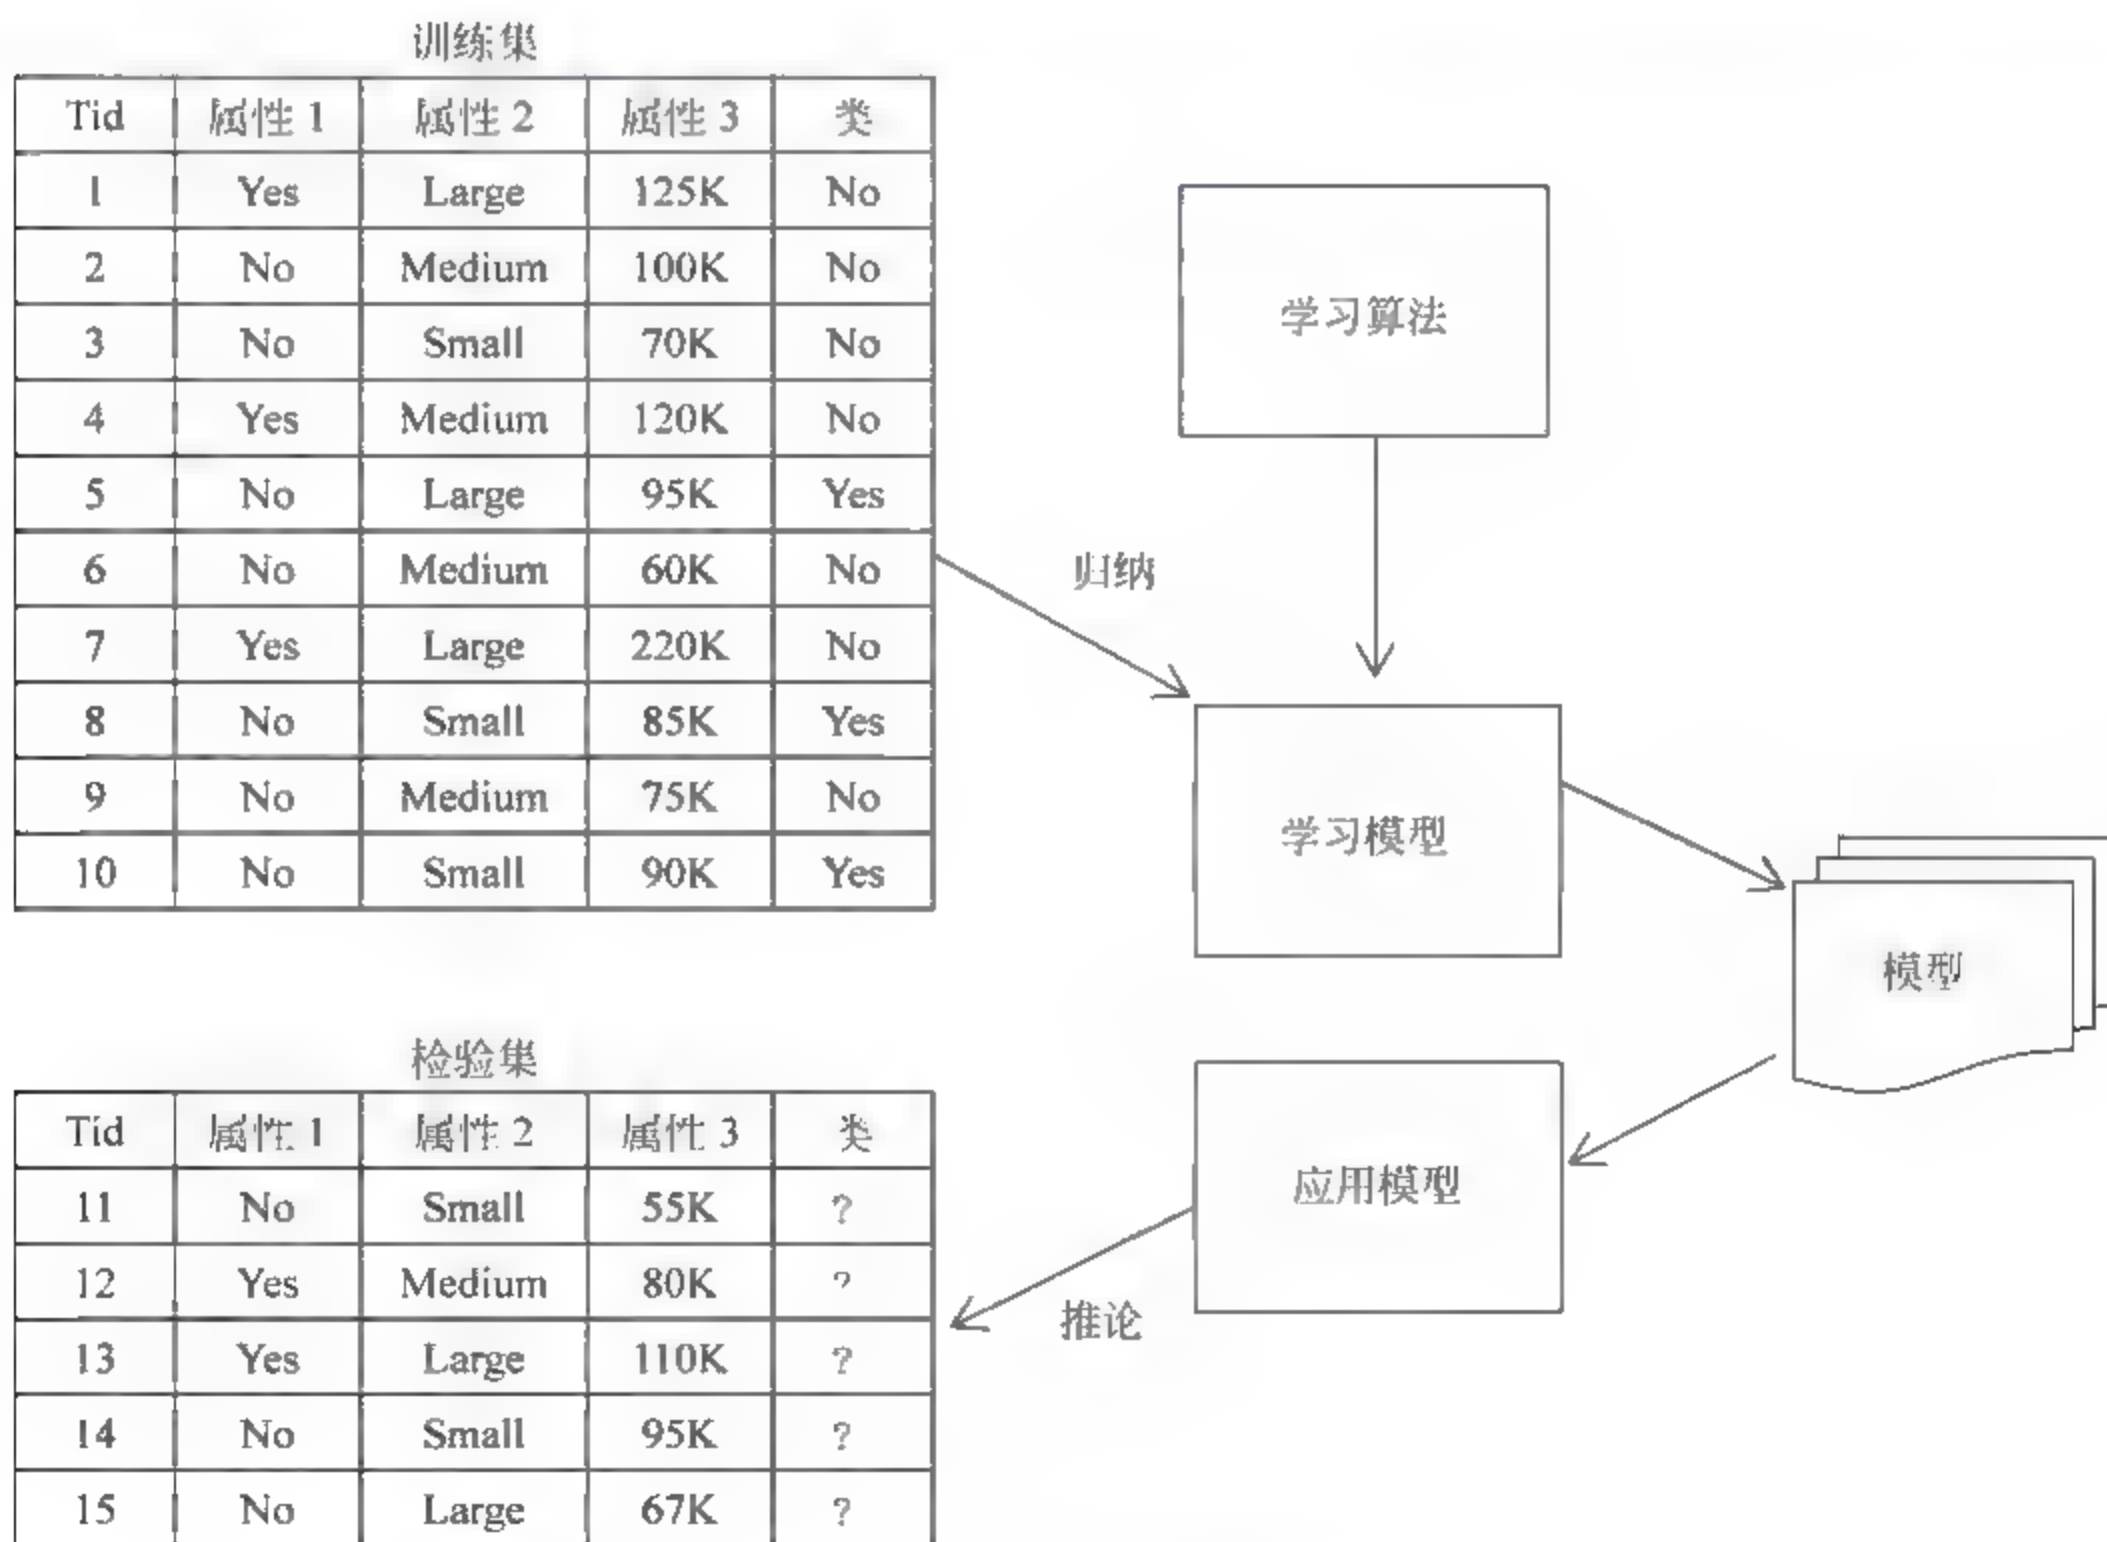 训练集
Tid 属性 1 属性 2 属性 3 类
1 Yes Large 125K No
2 No Medium 100K No
3 No Small 70K No
4 Yes Medium 120K No
5 No Large 95K Yes
6 No Medium 60K No
7 Yes Large 220K No
8 No Small 85K Yes
9 No Medium 75K No
10 No Small 90K Yes
学习算法
归纳
学习模型
模型
应用模型
推论
检验集
Tid 属性 1 属性 2 属性 3 类
11 No Small 55K ?
12 Yes Medium 80K ?
13 Yes Large 110K ?
14 No Small 95K ?
15 No Large 67K ?